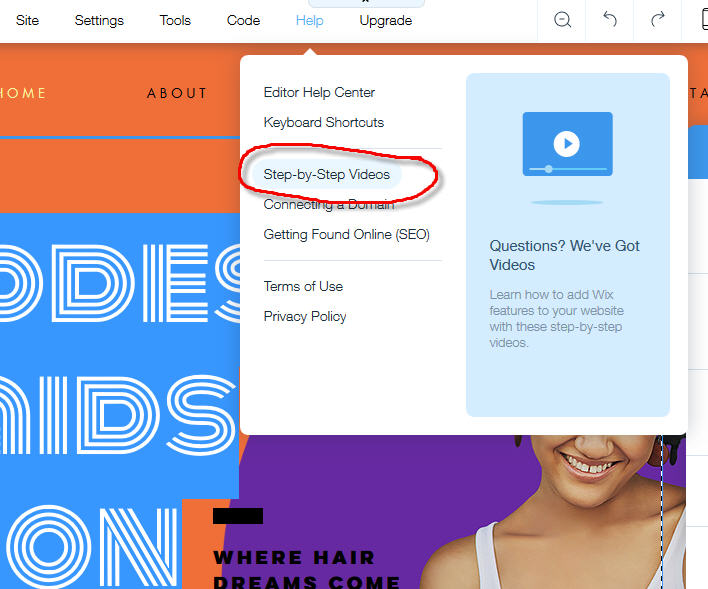 Site Settings Tools Code Help Upgrade
HOME ABOUT
Editor Help Center
Keyboard Shortcuts
Step-by-Step Videos
Connecting a Domain
Getting Found Online (SEO)
Terms of Use
Privacy Policy
Questions? We've Got
Videos
Learn how to add Wix
features to your website
with these step-by-step
videos.
ON
WHERE HAIR
DREAMS COME